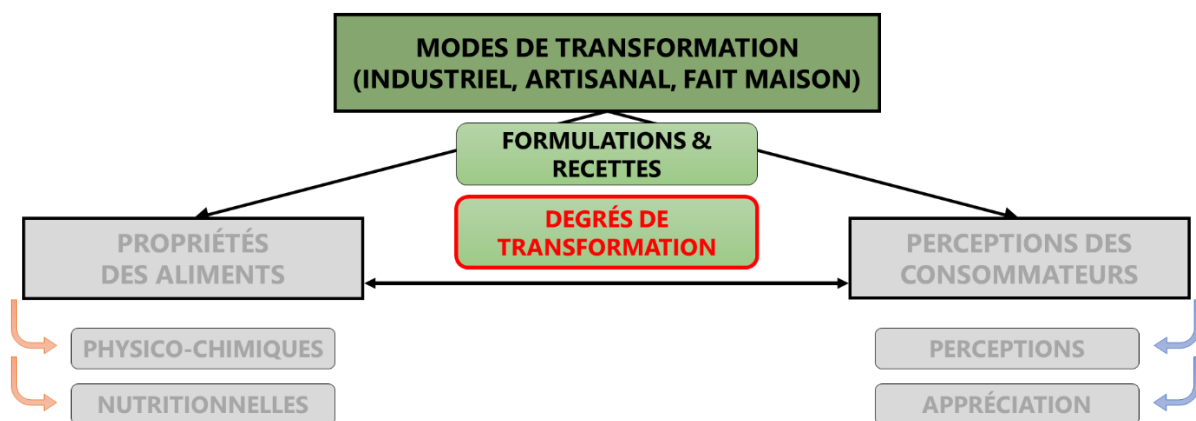 MODES DE TRANSFORMATION
(INDUSTRIEL, ARTISANAL, FAIT MAISON)
FORMULATIONS &
RECETTES
DEGRÉS DE
TRANSFORMATION
PROPRIÉTÉS
DES ALIMENTS
PERCEPTIONS DES
CONSOMMATEURS
PHYSICO-CHIMIQUES
NUTRITIONNELLES
PERCEPTIONS
APPRÉCIATION